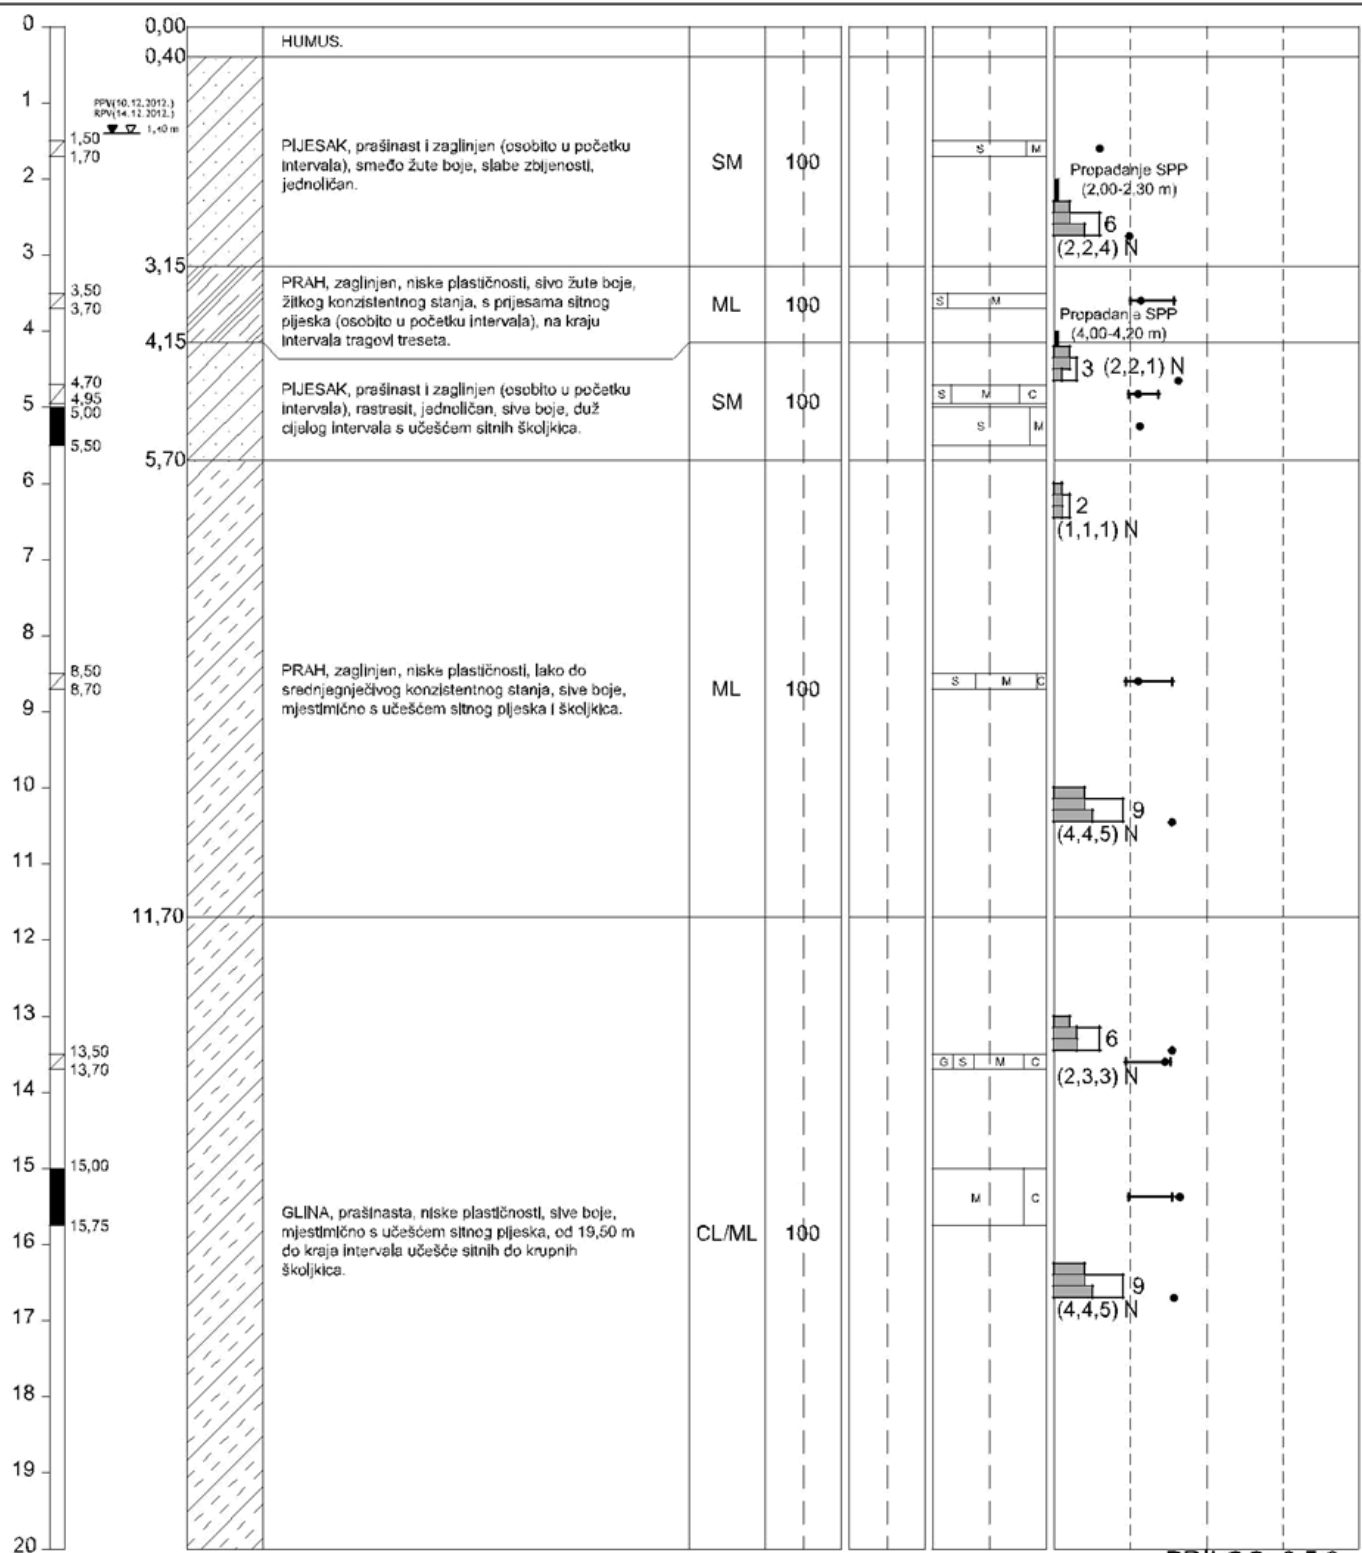 0
0,00
HUMUS.
0,40
1
PPV(10.12.2012.)
RPV(14.12.2012.)
1,40 m
1,50
1,70
PIJESAK, prašinast i zaglinjen (osobito u početku
intervala), smeđo žute boje, slabe zbijenosti,
jednoličan.
SM
100
S M
Propadanje SPP
(2,00-2,30 m)
2
6
(2,2,4) N
3
3,15
PRAH, zaglinjen, niske plastičnosti, sivo žute boje,
žitkog konzistentnog stanja, s prijesama sitnog
pijeska (osobito u početku intervala), na kraju
intervala tragovi treseta.
ML
100
3,50
3,70
S M
Propadanje SPP
(4,00-4,20 m)
4
4,15
3 (2,2,1) N
4,70
4,95
5
5,00
5,50
PIJESAK, prašinast i zaglinjen (osobito u početku
intervala), rastresit, jednoličan, sive boje, duž
cijelog intervala s učešćem sitnih školjkica.
SM
100
S M C
S M
5,70
6
2
(1,1,1) N
7
8
8,50
8,70
PRAH, zaglinjen, niske plastičnosti, lako do
srednjegnječivog konzistentnog stanja, sive boje,
mjestimično s učešćem sitnog pijeska i školjkica.
ML
100
S M C
9
10
9
(4,4,5) N
11
11,70
12
13
6
13,50
13,70
G S M C
(2,3,3) N
14
15
15,00
15,75
M C
GLINA, prašinasta, niske plastičnosti, sive boje,
mjestimično s učešćem sitnog pijeska, od 19,50 m
do kraja intervala učešće sitnih do krupnih
školjkica.
CL/ML
100
16
9
(4,4,5) N
17
18
19
20